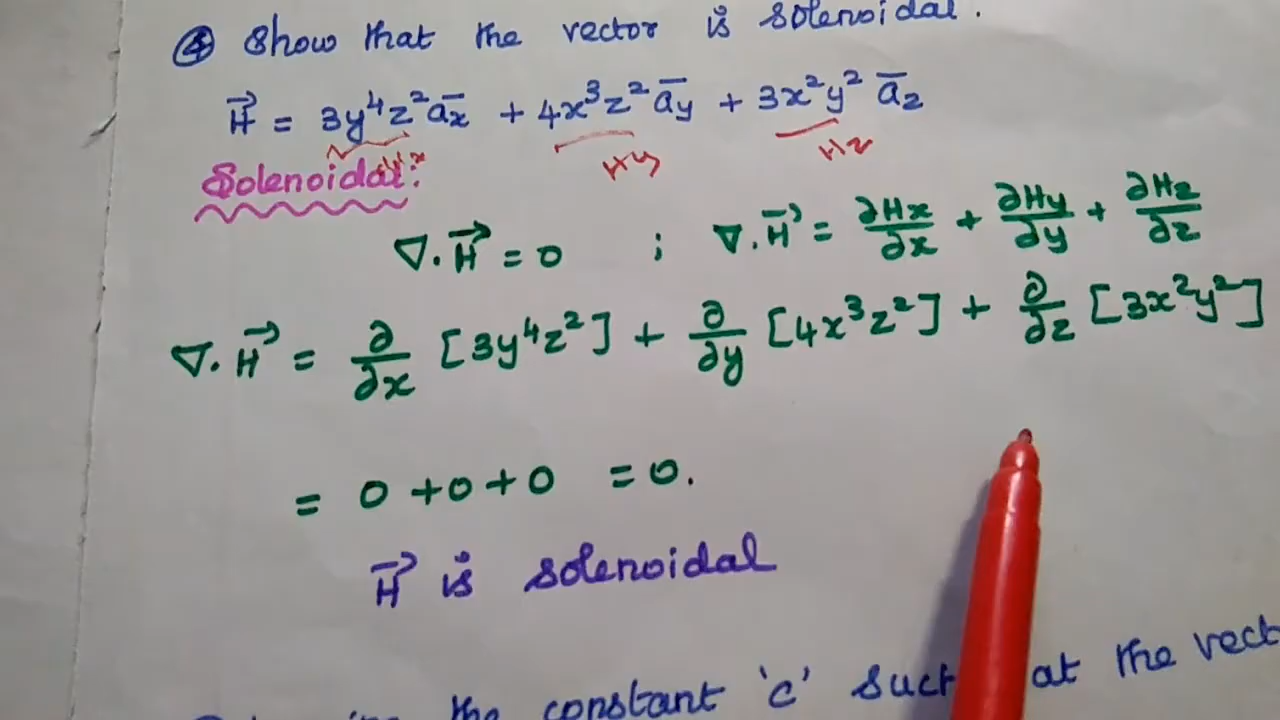 ④ Show that the vector is solenoidal.
H⃗ = 3y⁴z² a̅x + 4x³z² a̅y + 3x²y² a̅z
Hy Hz
Solenoidal:
∇. H⃗ = 0 ; ∇. H⃗ = ∂Hx/∂x + ∂Hy/∂y + ∂Hz/∂z
∇. H⃗ = ∂/∂x [3y⁴z²] + ∂/∂y [4x³z²] + ∂/∂z [3x²y²]
= 0 + 0 + 0 = 0.
H⃗ is solenoidal
the constant 'c' such at the vect